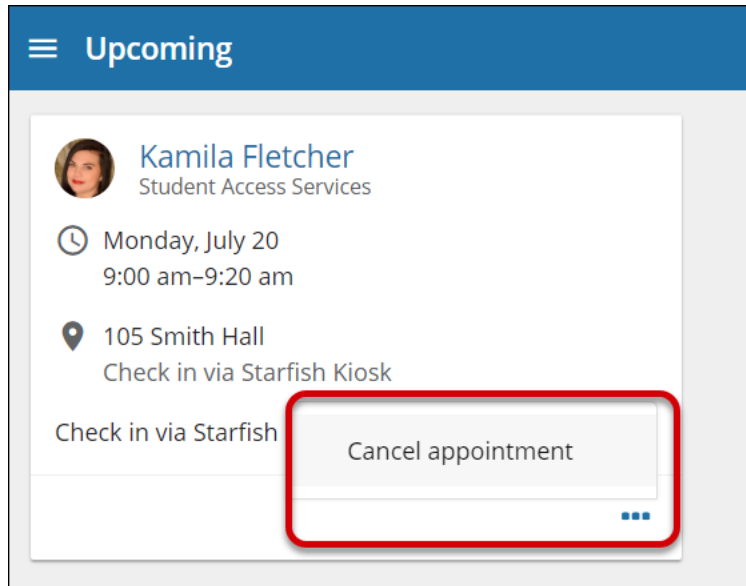 Upcoming
Kamila Fletcher
Student Access Services
Monday, July 20
9:00 am–9:20 am
105 Smith Hall
Check in via Starfish Kiosk
Check in via Starfish
Cancel appointment